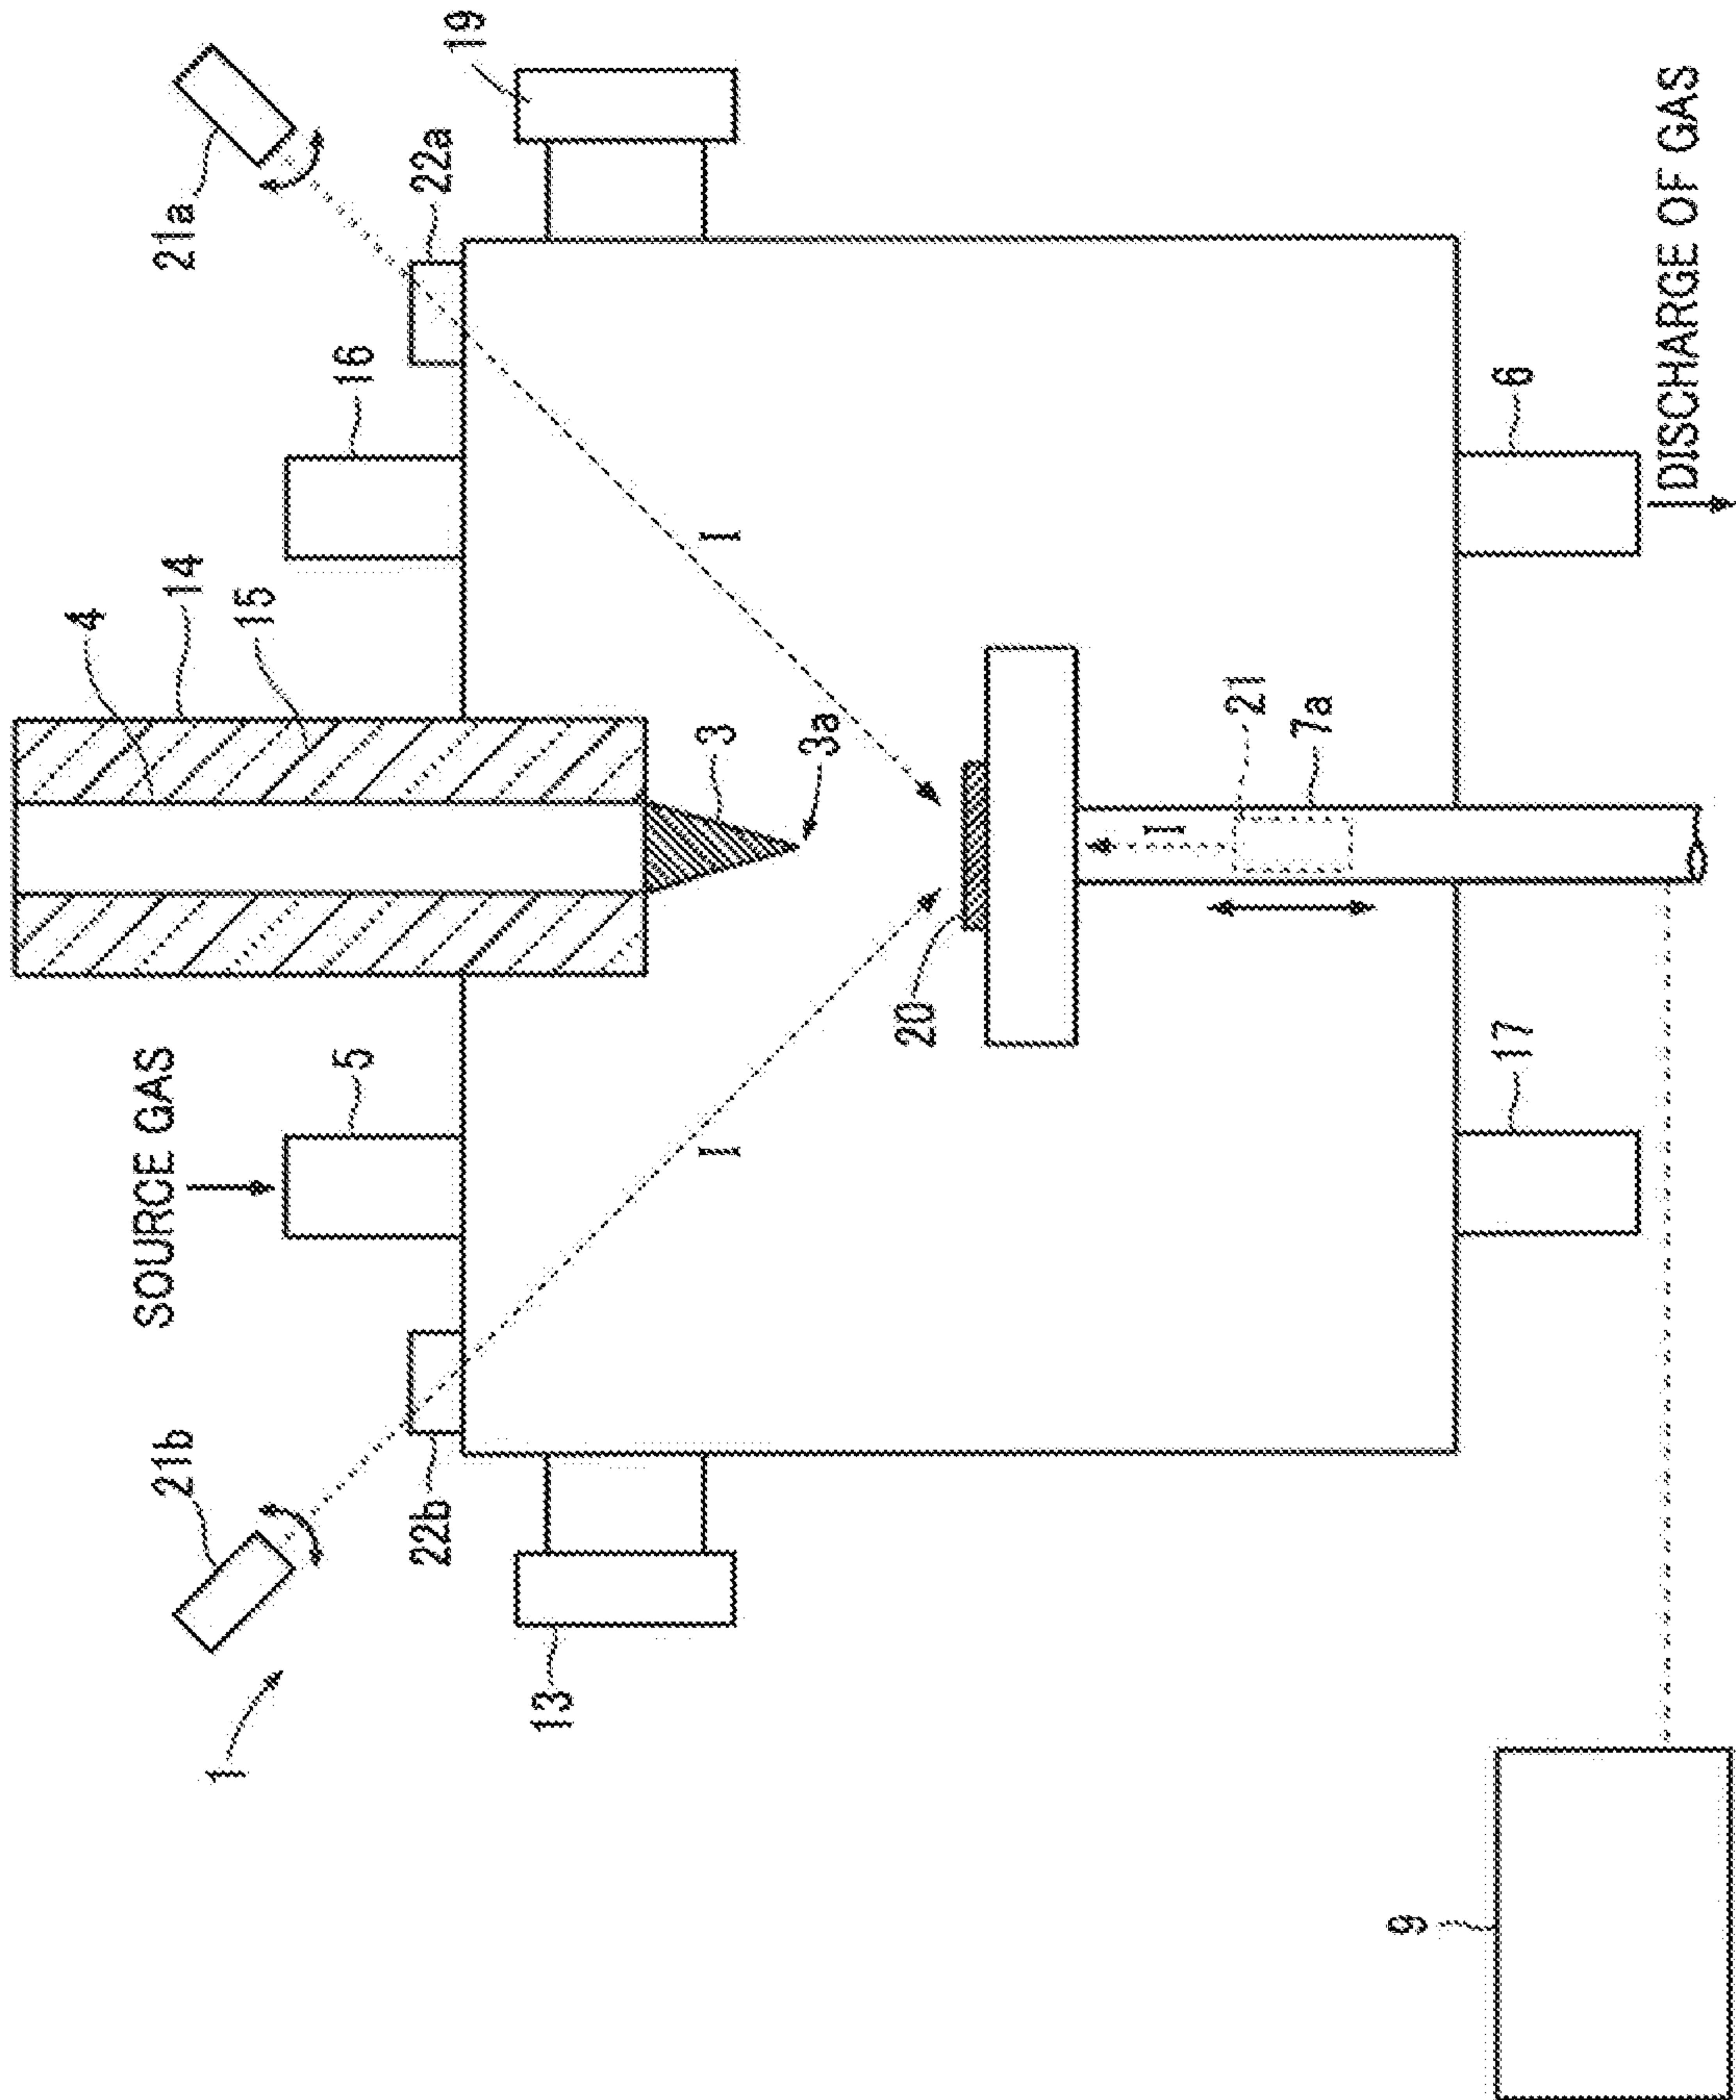 4
SOURCE GAS
21b
21a
14
1
15
5
16
22b
22a
19
13
I
I
3
3a
20
I
21
7a
9
17
6
DISCHARGE OF GAS